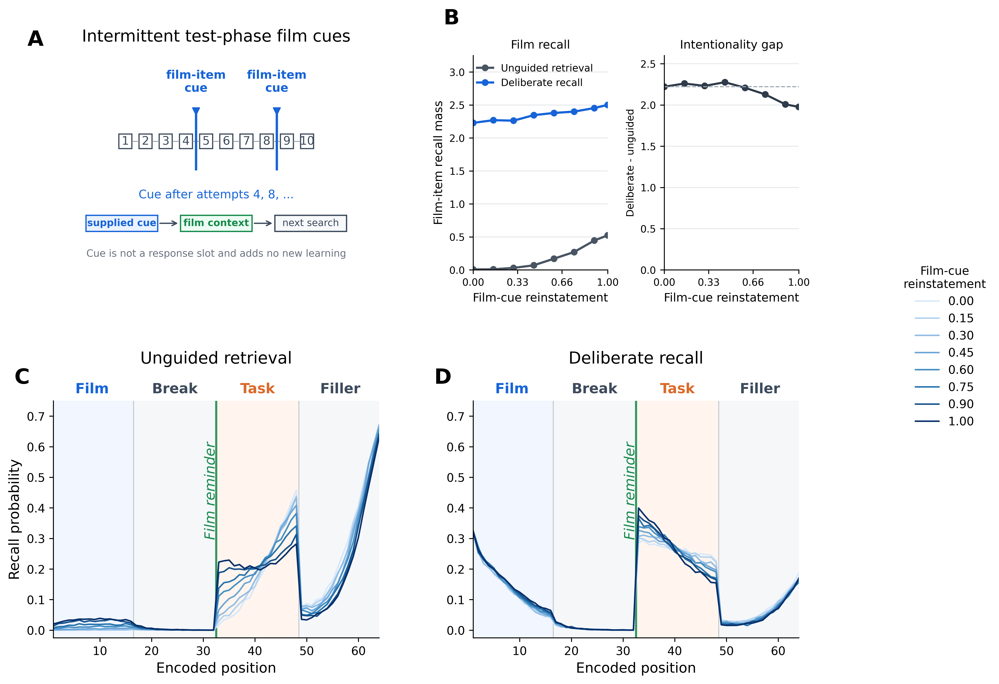 A
Intermittent test-phase film cues
film-item
cue
film-item
cue
1 2 3 4 5 6 7 8 9 10
Cue after attempts 4, 8, ...
supplied cue
film context
next search
Cue is not a response slot and adds no new learning
B
Film recall
Unguided retrieval
Deliberate recall
Film-item recall mass
3.0
2.5
2.0
1.5
1.0
0.5
0.0
0.00 0.33 0.66 1.00
Film-cue reinstatement
Intentionality gap
Deliberate - unguided
2.5
2.0
1.5
1.0
0.5
0.0
0.00 0.33 0.66 1.00
Film-cue reinstatement
Film-cue
reinstatement
0.00
0.15
0.30
0.45
0.60
0.75
0.90
1.00
C
Unguided retrieval
Film Break Task Filler
Film reminder
Recall probability
0.7
0.6
0.5
0.4
0.3
0.2
0.1
0.0
10 20 30 40 50 60
Encoded position
D
Deliberate recall
Film Break Task Filler
Film reminder
0.7
0.6
0.5
0.4
0.3
0.2
0.1
0.0
10 20 30 40 50 60
Encoded position